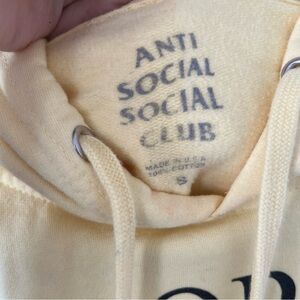 ANTI
SOCIAL
SOCIAL
CLUB
MADE IN U.S.A
100% COTTON
S